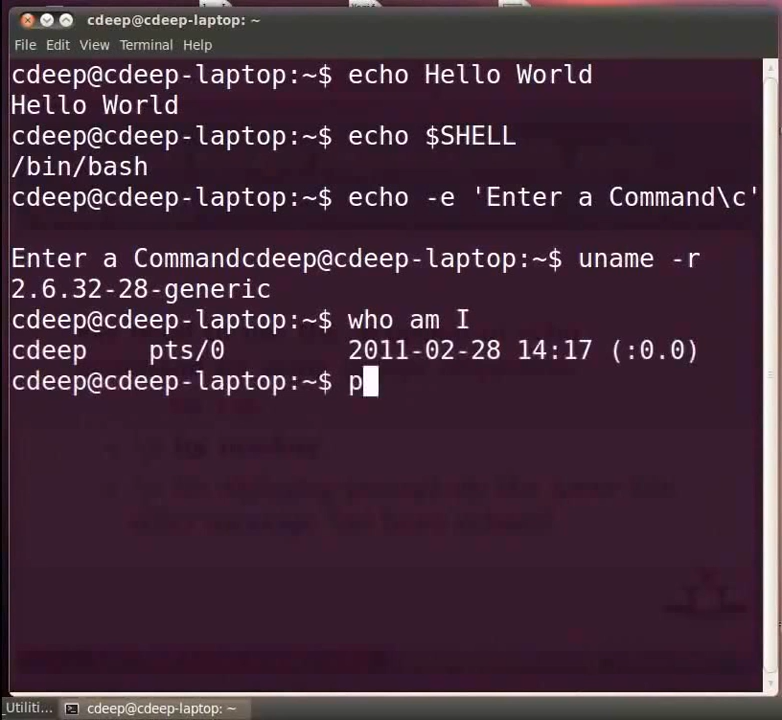 cdeep@cdeep-laptop: ~
File Edit View Terminal Help
cdeep@cdeep-laptop:~$ echo Hello World
Hello World
cdeep@cdeep-laptop:~$ echo $SHELL
/bin/bash
cdeep@cdeep-laptop:~$ echo -e 'Enter a Command\c'
Enter a Commandcdeep@cdeep-laptop:~$ uname -r
2.6.32-28-generic
cdeep@cdeep-laptop:~$ who am I
cdeep pts/0 2011-02-28 14:17 (:0.0)
cdeep@cdeep-laptop:~$ p
Utiliti... cdeep@cdeep-laptop: ~